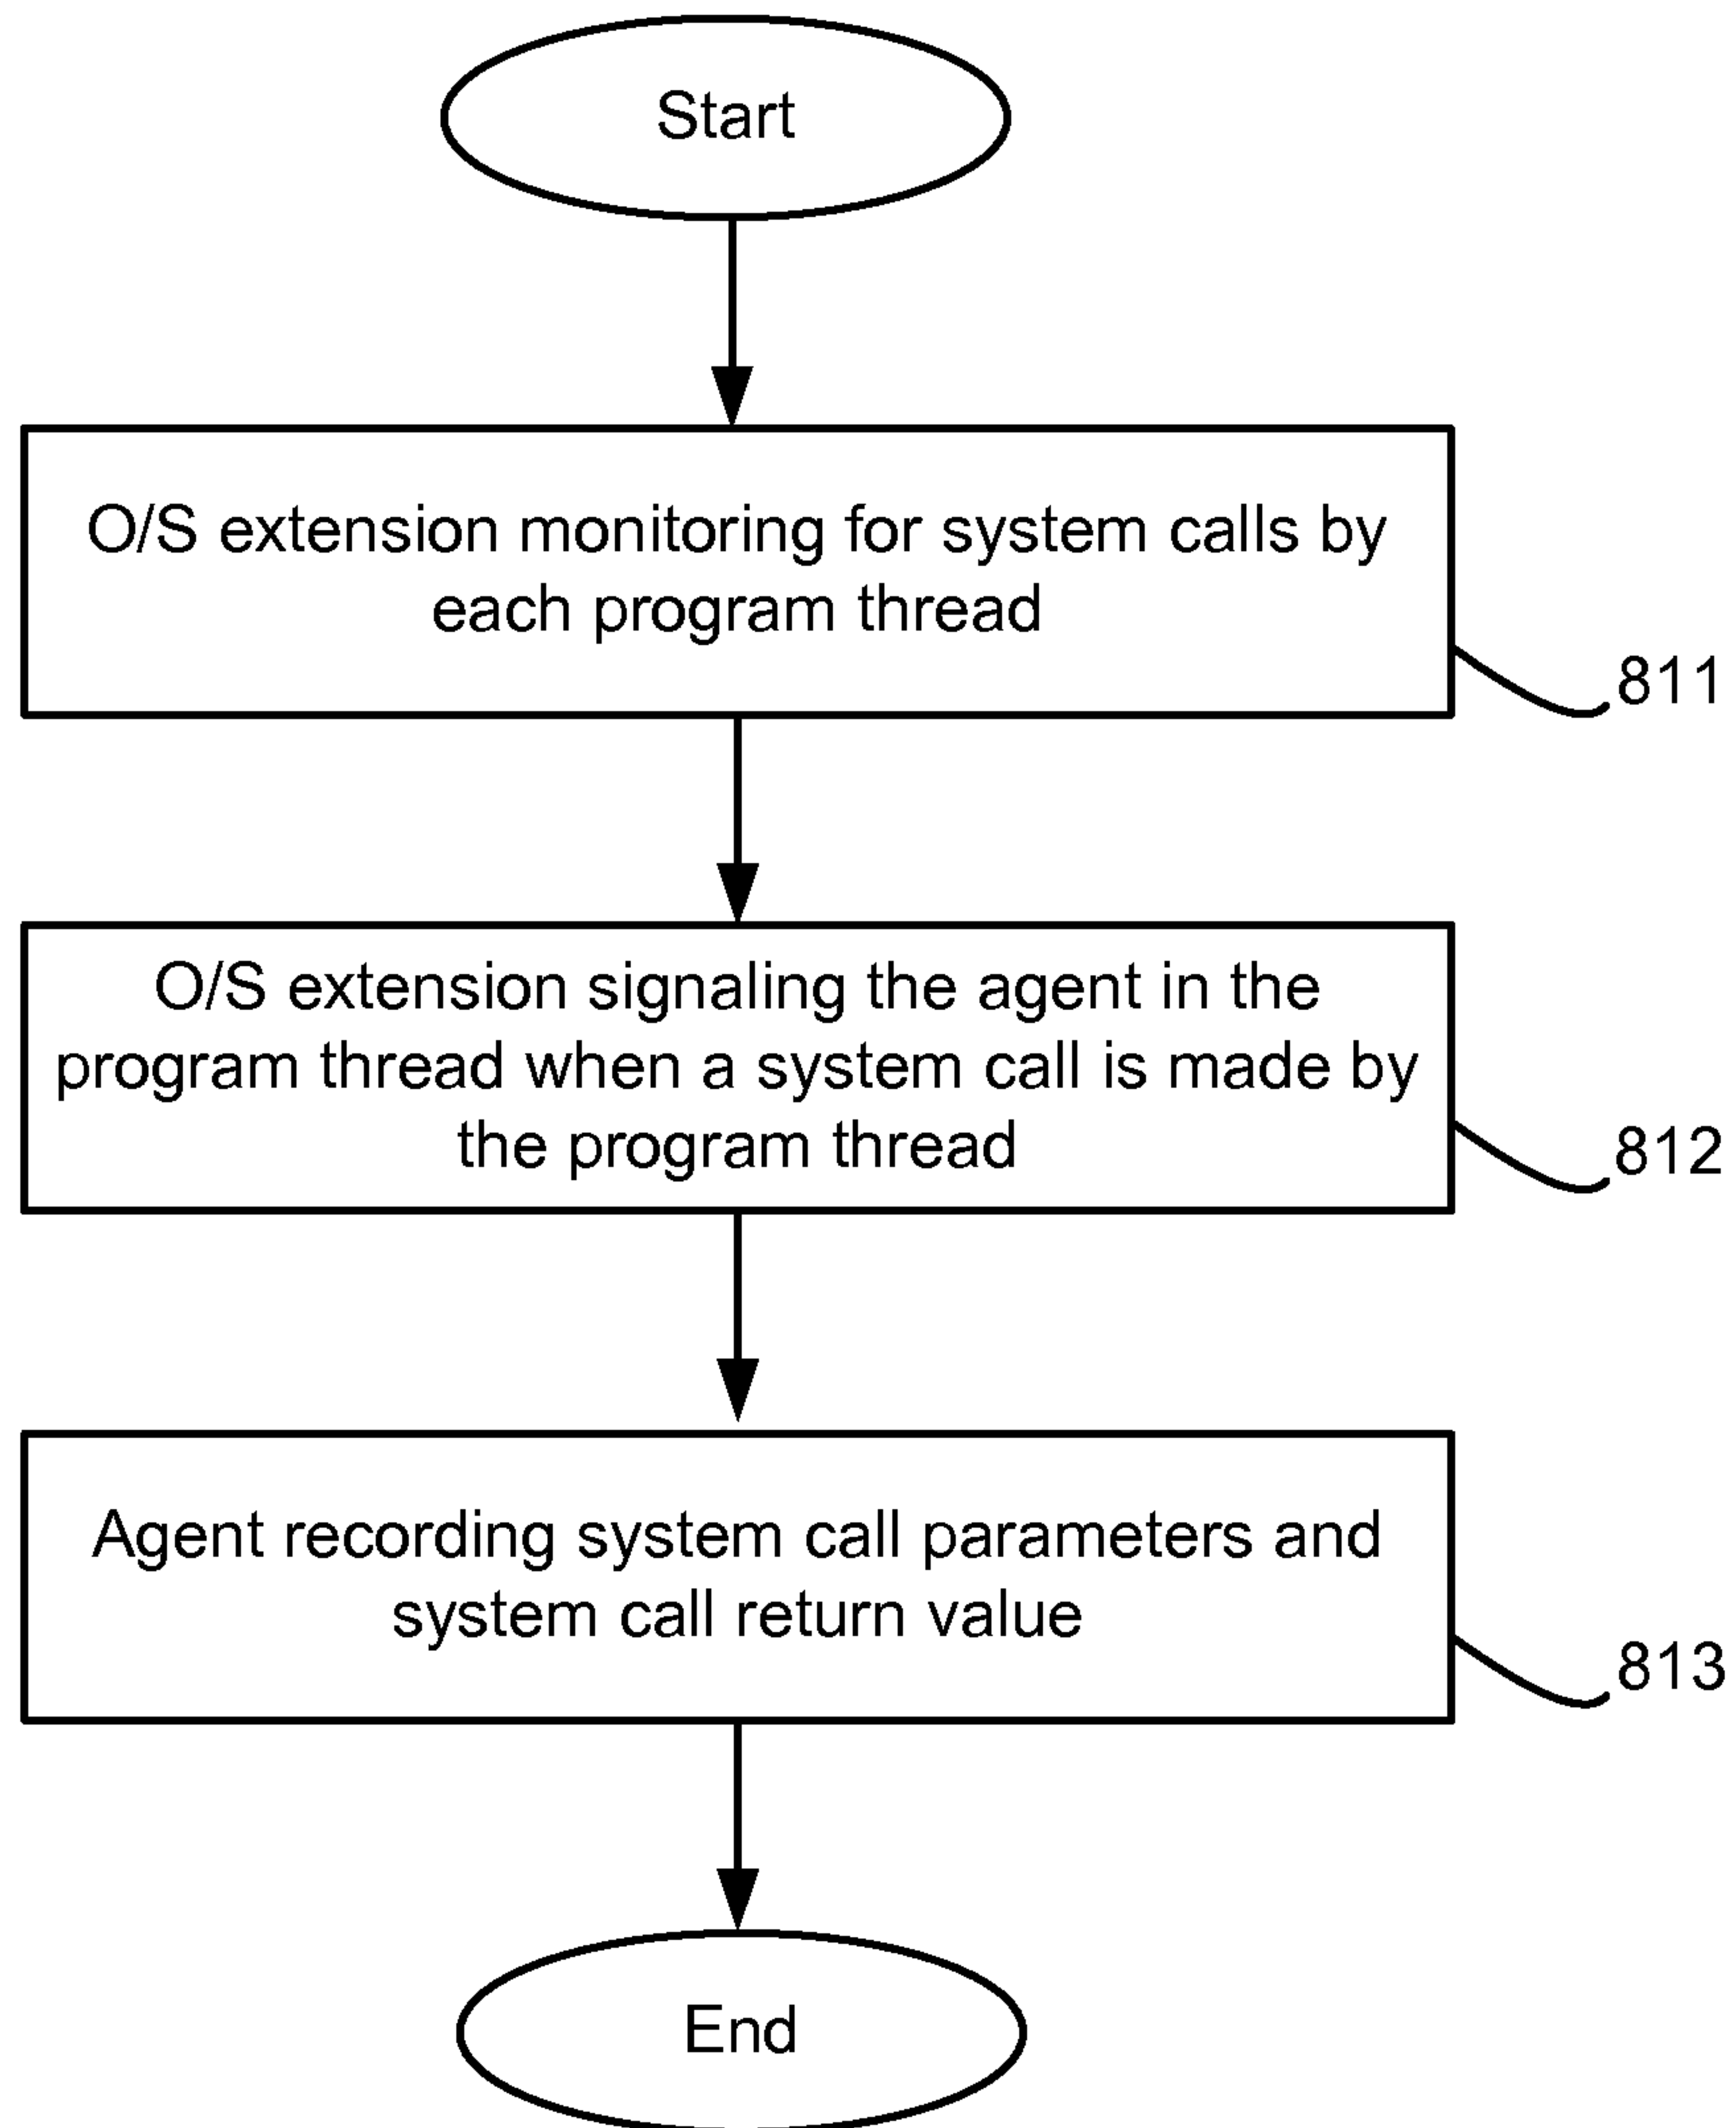 Start
O/S extension monitoring for system calls by
each program thread
811
O/S extension signaling the agent in the
program thread when a system call is made by
the program thread
812
Agent recording system call parameters and
system call return value
813
End